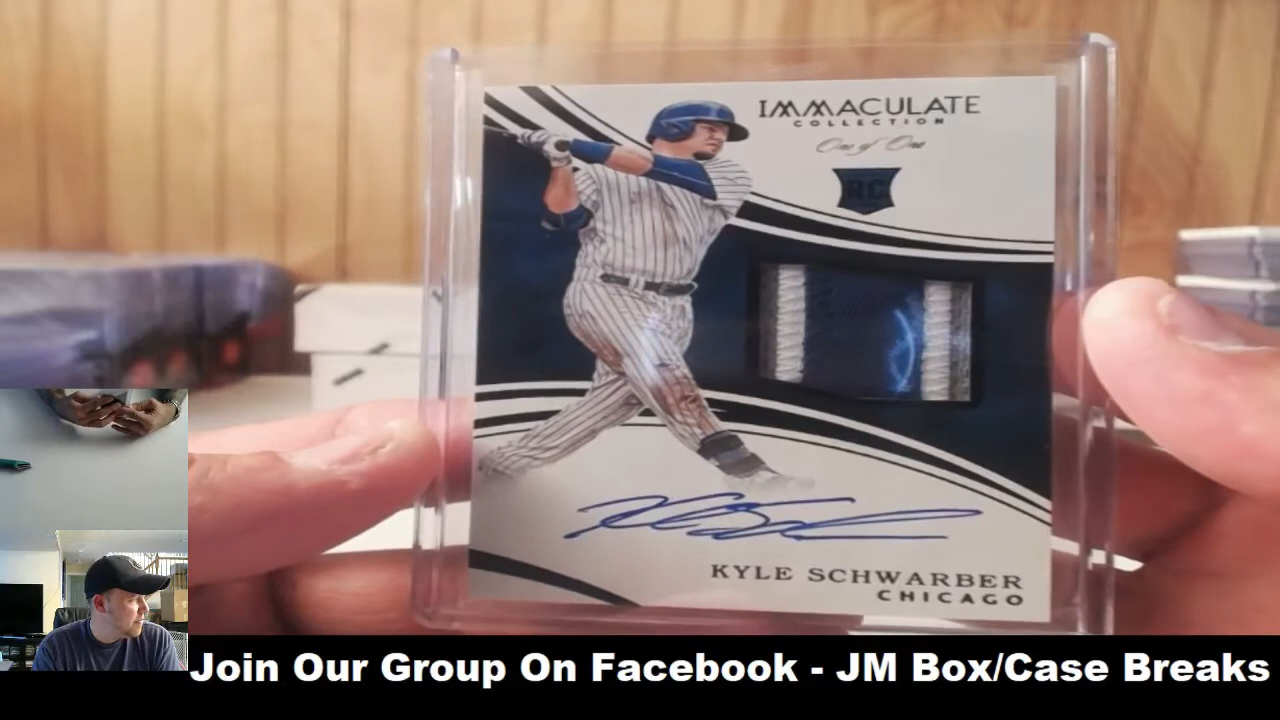 IMMACULATE
COLLECTION
One of One
RC
KYLE SCHWARBER
CHICAGO
Join Our Group On Facebook - JM Box/Case Breaks